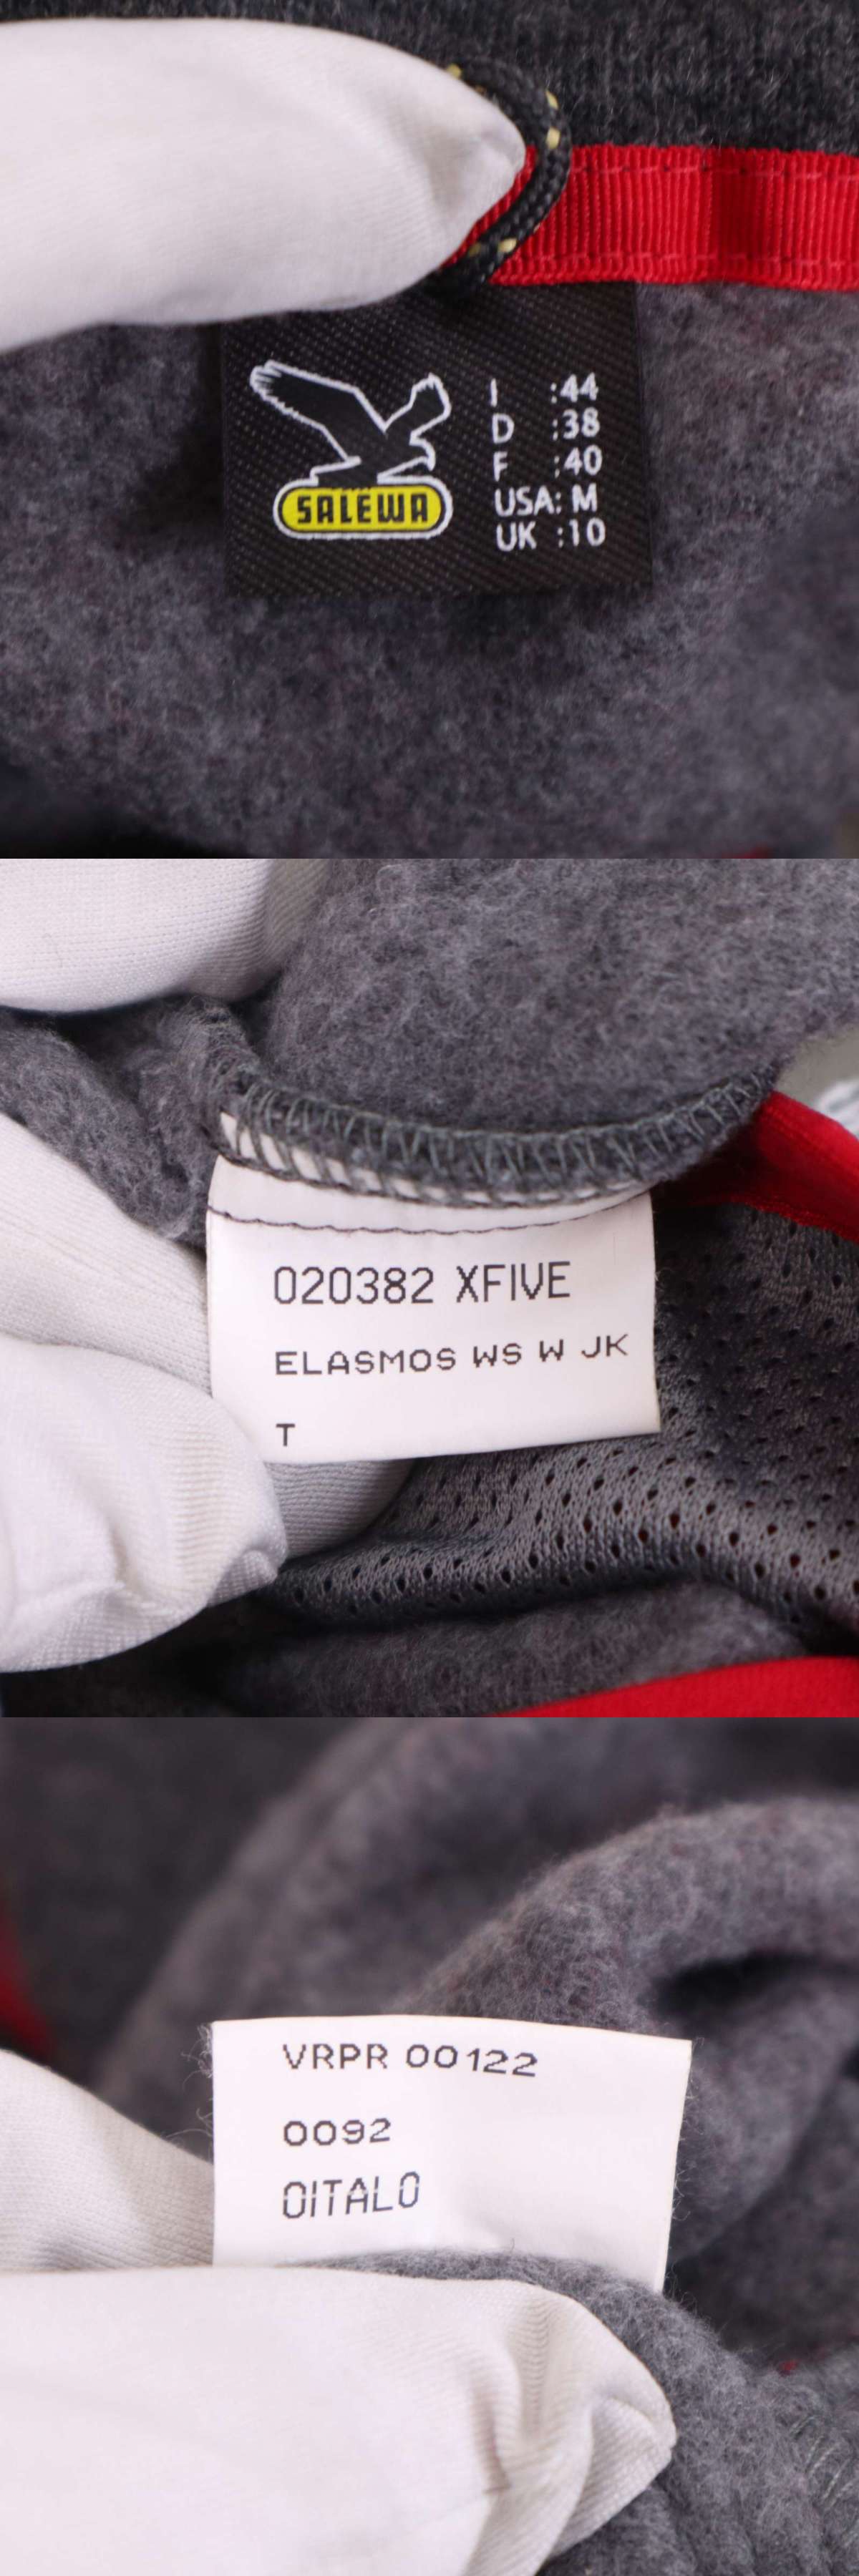 SALEWA
I :44
D :38
F :40
USA: M
UK :10
020382 XFIVE
ELASMOS WS W JK
T
VRPR 00122
0092
OITALO